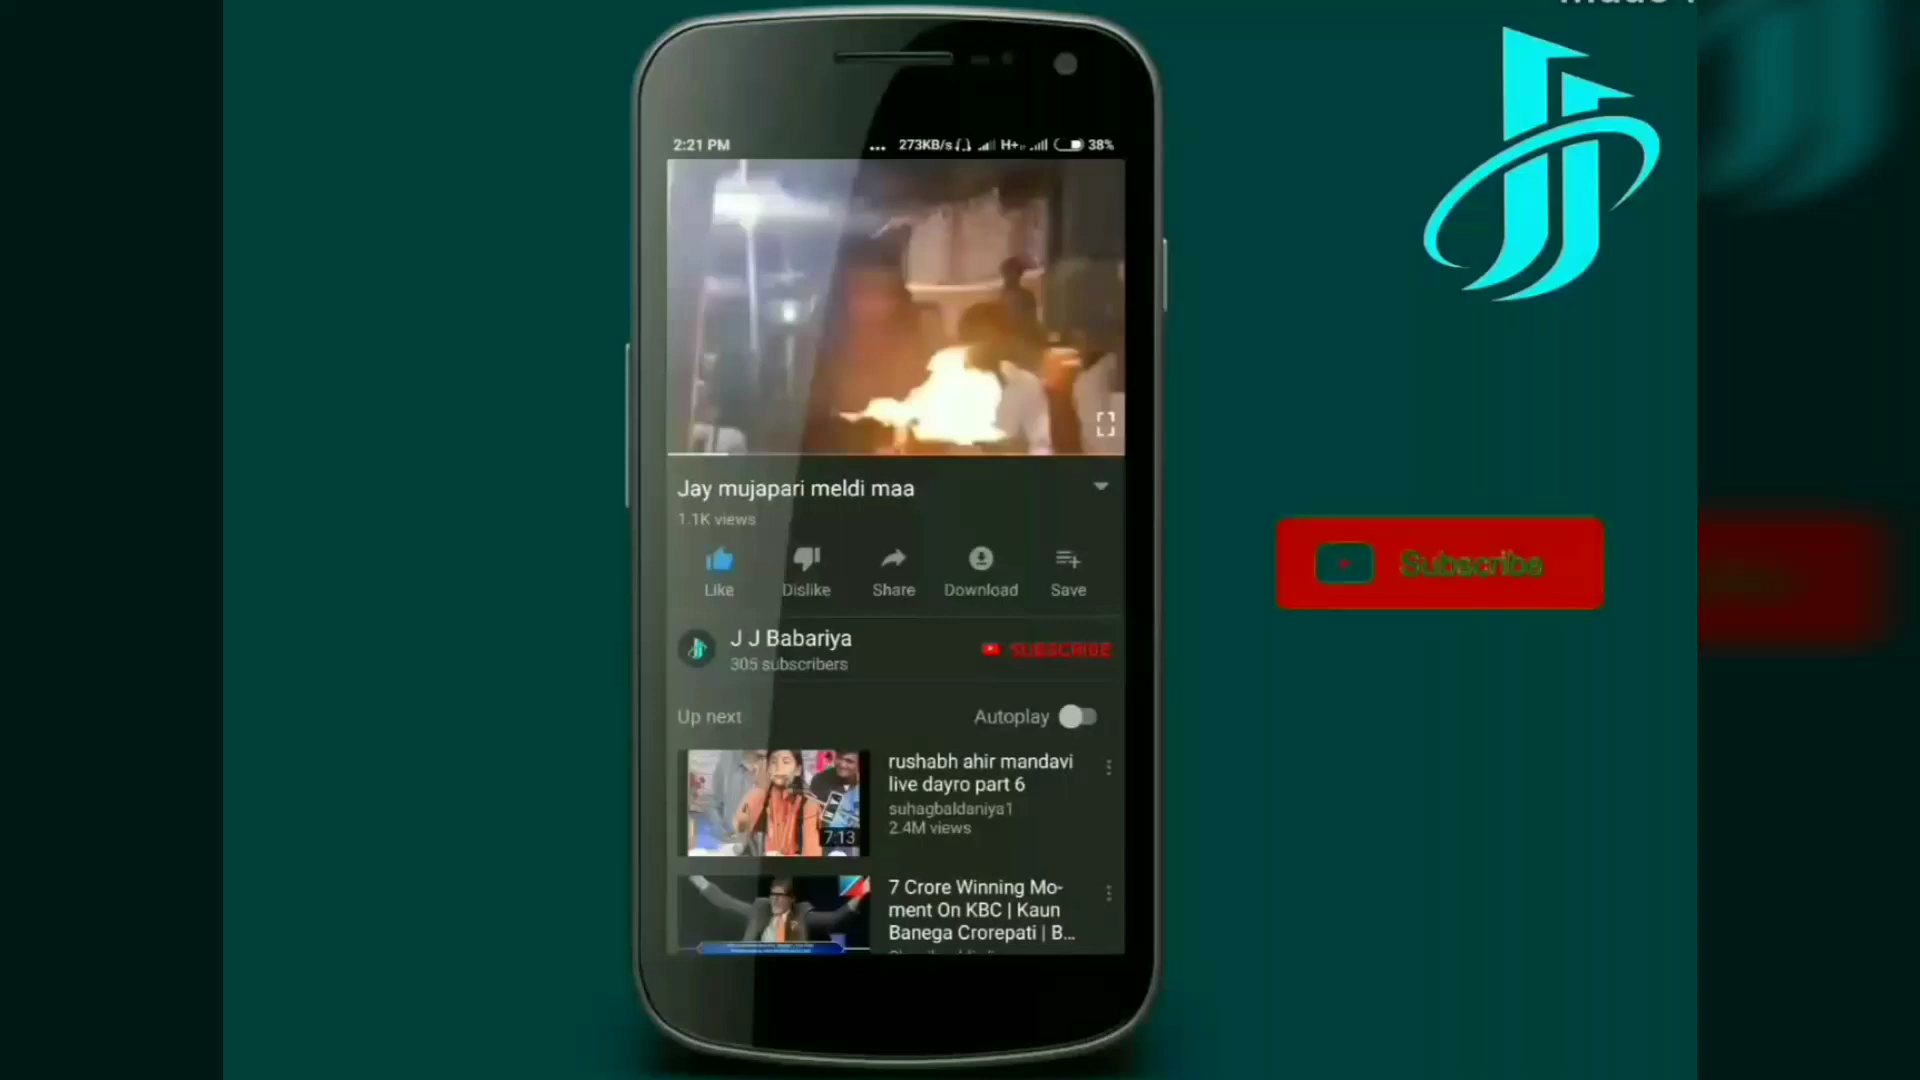 2:21 PM
... 273KB/s H+ 38%
Jay mujapari meldi maa
1.1K views
Like
Dislike
Share
Download
Save
J J Babariya
305 subscribers
SUBSCRIBE
Subscribe
Up next
Autoplay
rushabh ahir mandavi
live dayro part 6
suhagbaldaniya1
2.4M views
7:13
7 Crore Winning Mo-
ment On KBC | Kaun
Banega Crorepati | B...